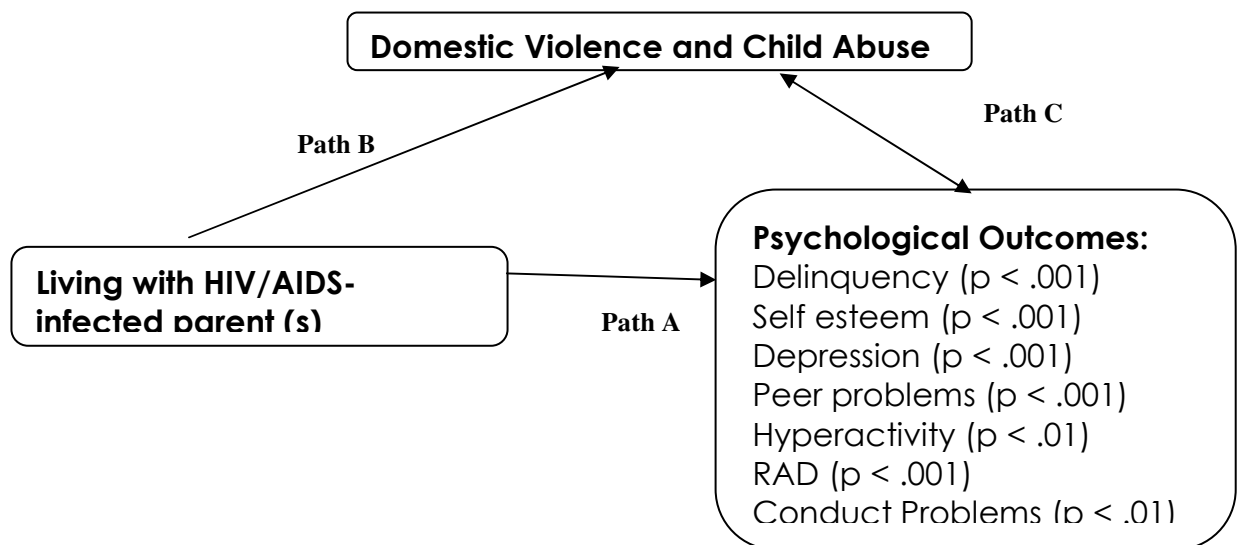 Domestic Violence and Child Abuse
Path B
Path C
Living with HIV/AIDS-
infected parent (s)
Path A
Psychological Outcomes:
Delinquency (p < .001)
Self esteem (p < .001)
Depression (p < .001)
Peer problems (p < .001)
Hyperactivity (p < .01)
RAD (p < .001)
Conduct Problems (p < .01)